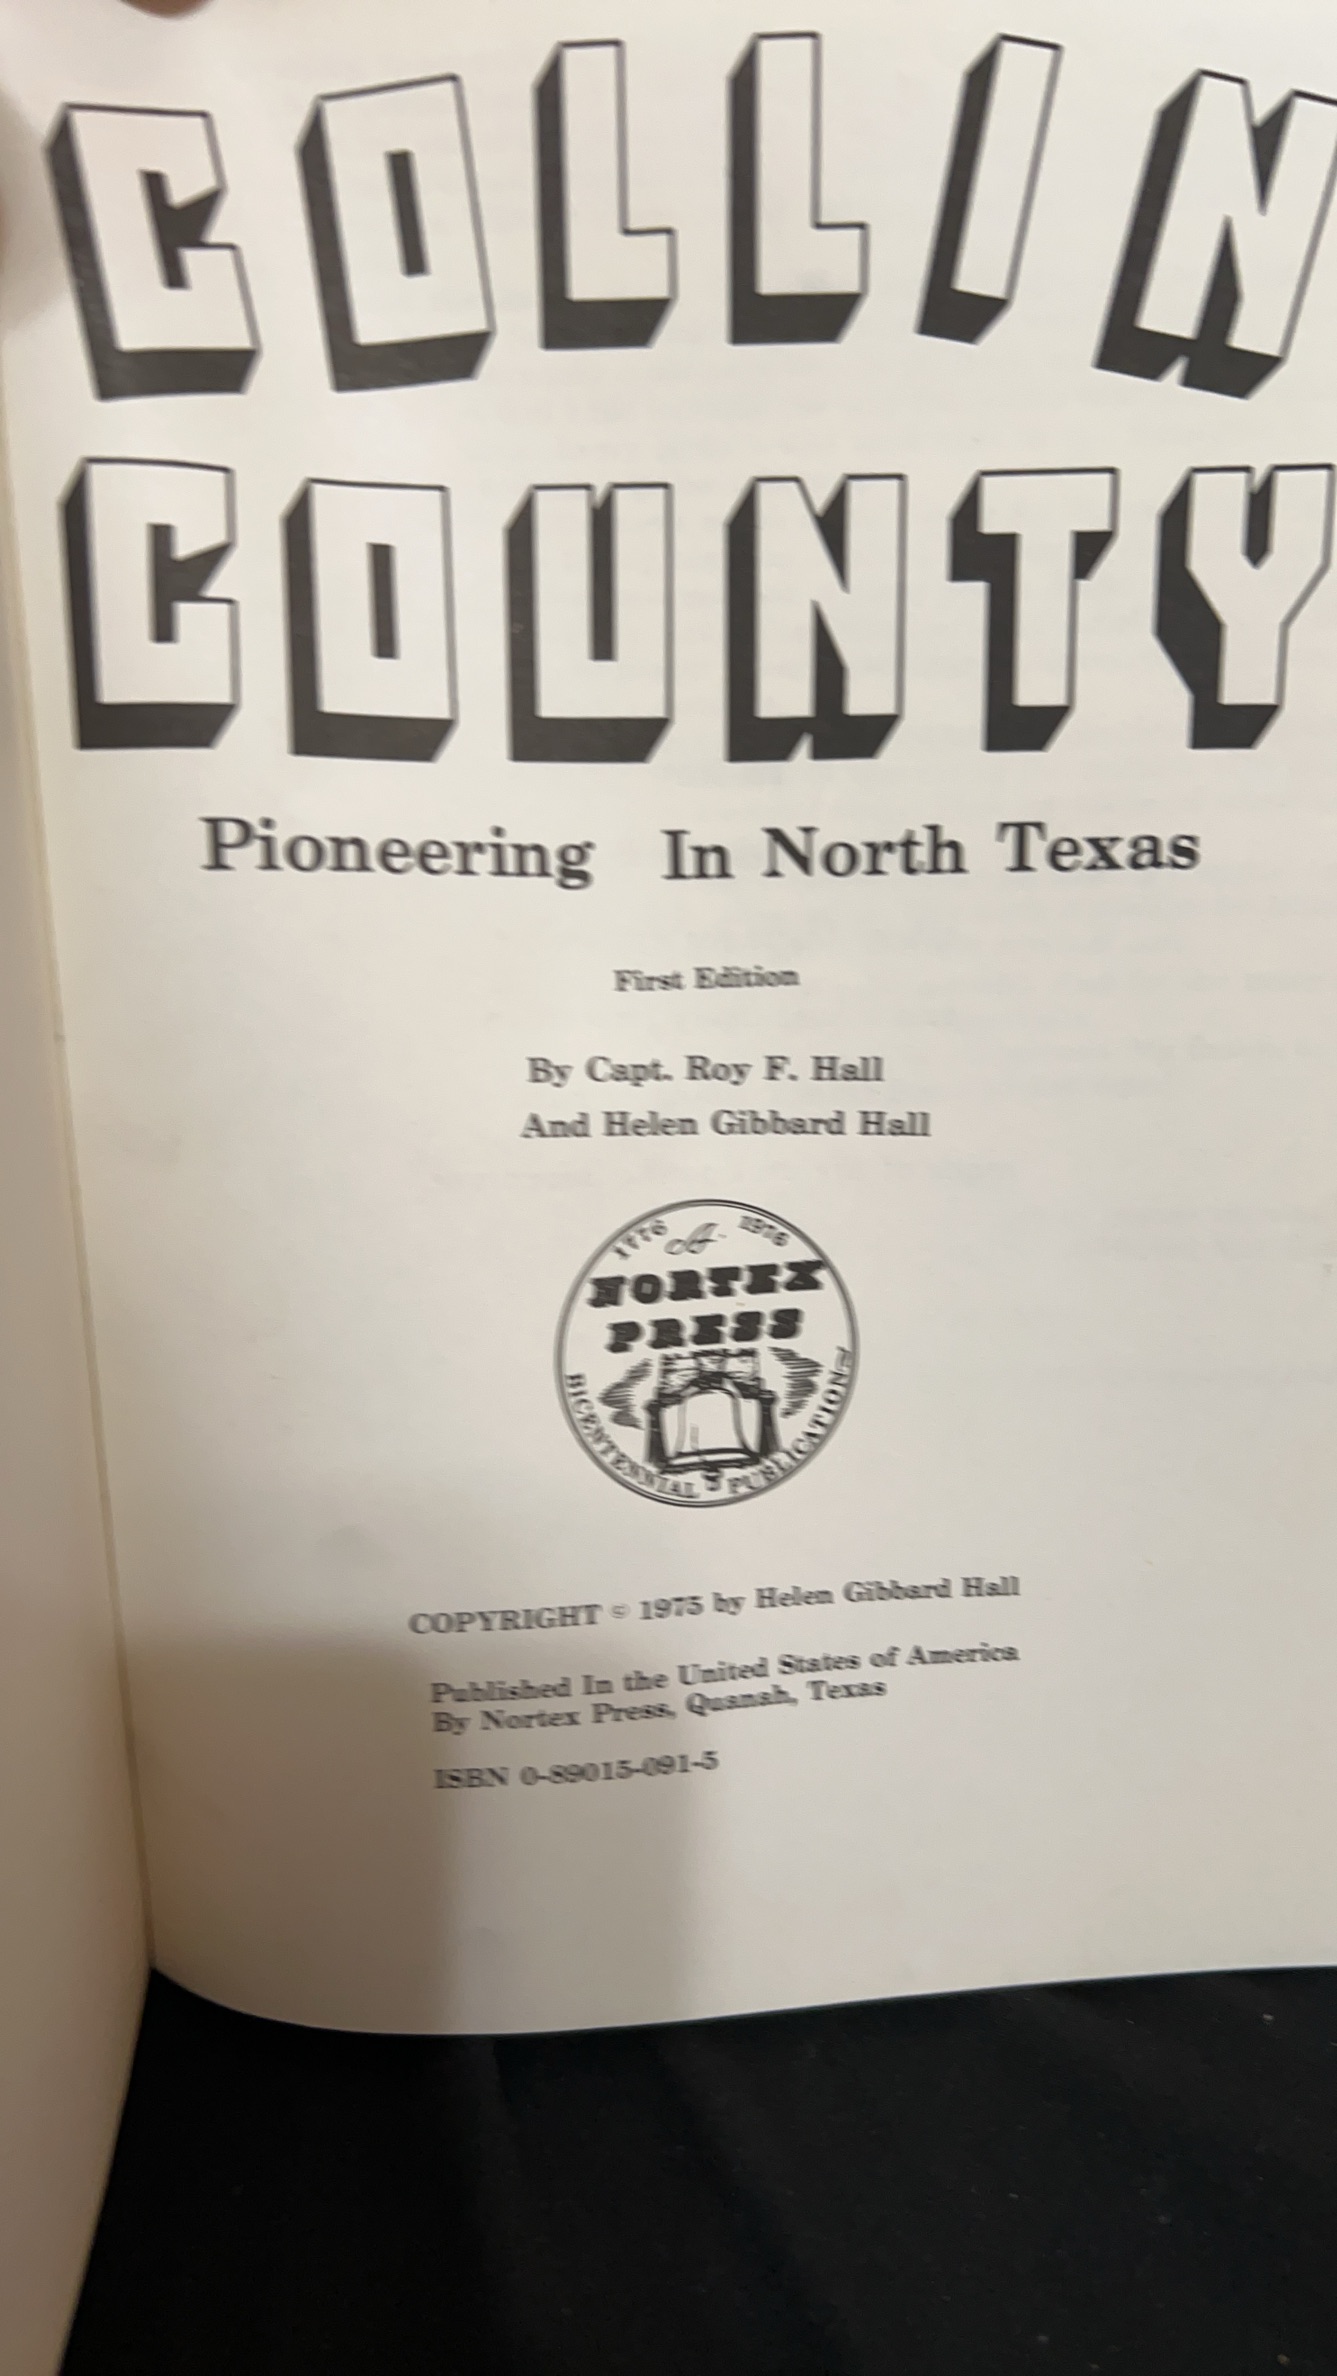 COLLIN
COUNTY
Pioneering In North Texas
First Edition
By Capt. Roy F. Hall
And Helen Gibbard Hall
1776 A 1976
NORTEX
PRESS
BICENTENNIAL PUBLICATION
COPYRIGHT © 1975 by Helen Gibbard Hall
Published In the United States of America
By Nortex Press, Quanah, Texas
ISBN 0-89015-091-5